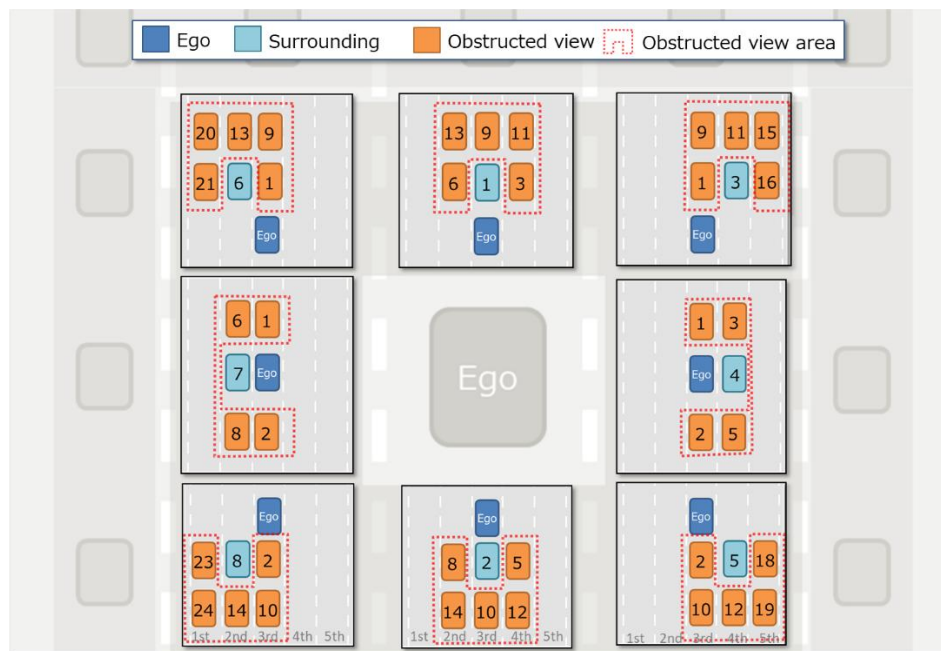 Ego Surrounding Obstructed view Obstructed view area
20 13 9
21 6 1
Ego
13 9 11
6 1 3
Ego
9 11 15
1 3 16
Ego
6 1
7 Ego
8 2
Ego
1 3
Ego 4
2 5
Ego
23 8 2
24 14 10
1st 2nd 3rd 4th 5th
Ego
8 2 5
14 10 12
1st 2nd 3rd 4th 5th
Ego
2 5 18
10 12 19
1st 2nd 3rd 4th 5th